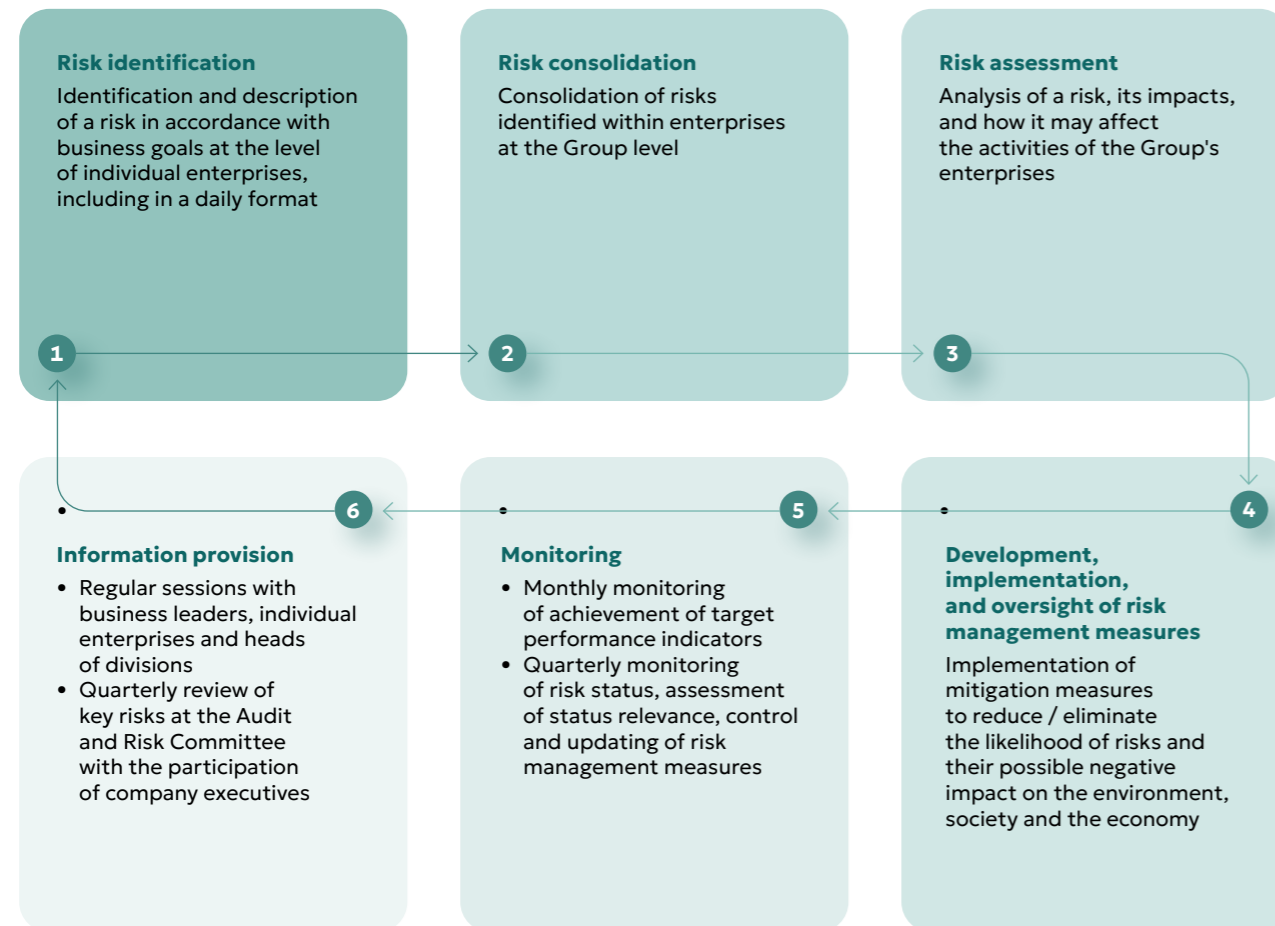 Risk identification
Identification and description
of a risk in accordance with
business goals at the level
of individual enterprises,
including in a daily format
1
Risk consolidation
Consolidation of risks
identified within enterprises
at the Group level
2
Risk assessment
Analysis of a risk, its impacts,
and how it may affect
the activities of the Group's
enterprises
3
4
Development,
implementation,
and oversight of risk
management measures
Implementation of
mitigation measures
to reduce / eliminate
the likelihood of risks and
their possible negative
impact on the environment,
society and the economy
5
Monitoring
• Monthly monitoring
of achievement of target
performance indicators
• Quarterly monitoring
of risk status, assessment
of status relevance, control
and updating of risk
management measures
6
Information provision
• Regular sessions with
business leaders, individual
enterprises and heads
of divisions
• Quarterly review of
key risks at the Audit
and Risk Committee
with the participation
of company executives